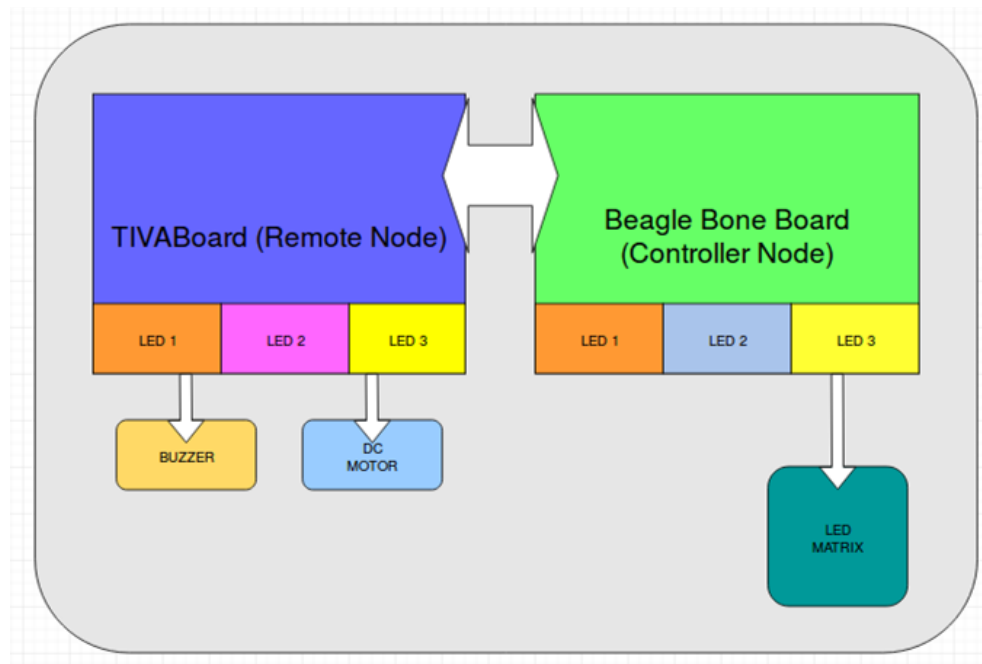 TIVABoard (Remote Node)
Beagle Bone Board
(Controller Node)
LED 1
LED 2
LED 3
LED 1
LED 2
LED 3
BUZZER
DC
MOTOR
LED
MATRIX